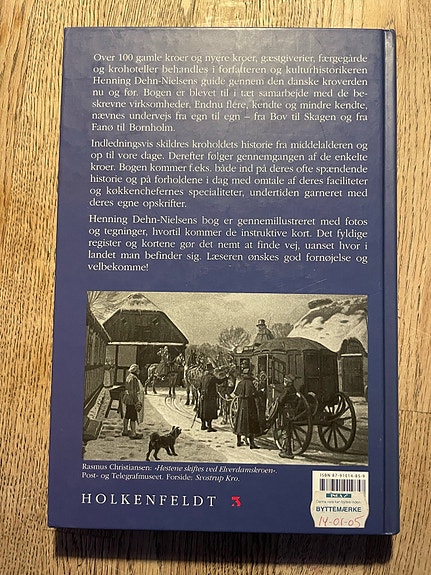 Over 100 gamle kroer og nyere kroer, gæstgiverier, færgegårde
og krohoteller behandles i forfatteren og kulturhistorikeren
Henning Dehn-Nielsens guide gennem den danske kroverden
nu og før. Bogen er blevet til i tæt samarbejde med de be-
skrevne virksomheder. Endnu flere, kendte og mindre kendte,
nævnes undervejs fra egn til egn – fra Bov til Skagen og fra
Fanø til Bornholm.
Indledningsvis skildres kroholdets historie fra middelalderen og
op til vore dage. Derefter følger gennemgangen af de enkelte
kroer. Bogen kommer f.eks. både ind på deres ofte spændende
historie og på forholdene i dag med omtale af deres faciliteter
og køkkenchefernes specialiteter, undertiden garneret med
deres egne opskrifter.
Henning Dehn-Nielsens bog er gennemillustreret med fotos
og tegninger, hvortil kommer de instruktive kort. Det fyldige
register og kortene gør det nemt at finde vej, uanset hvor i
landet man befinder sig. Læseren ønskes god fornøjelse og
velbekomme!
Rasmus Christiansen: »Hestene skiftes ved Elverdamskroen«.
Post- og Telegrafmuseet. Forside: Svostrup Kro.
HOLKENFELDT 3
BYTTEMÆRKE
14-01-05